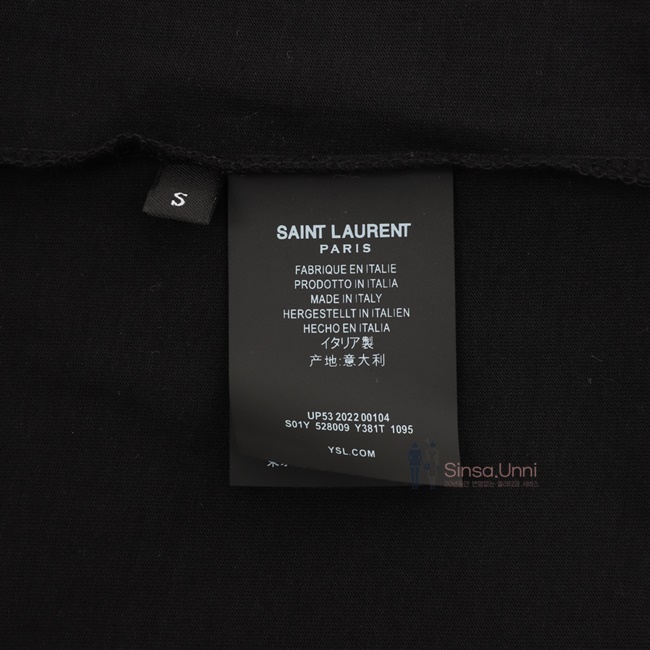 S
SAINT LAURENT
PARIS
FABRIQUE EN ITALIE
PRODOTTO IN ITALIA
MADE IN ITALY
HERGESTELLT IN ITALIEN
HECHO EN ITALIA
イタリア製
产地:意大利
UP53 2022 00104
S01Y 528009 Y381T 1095
YSL.COM
Sinsa.Unni